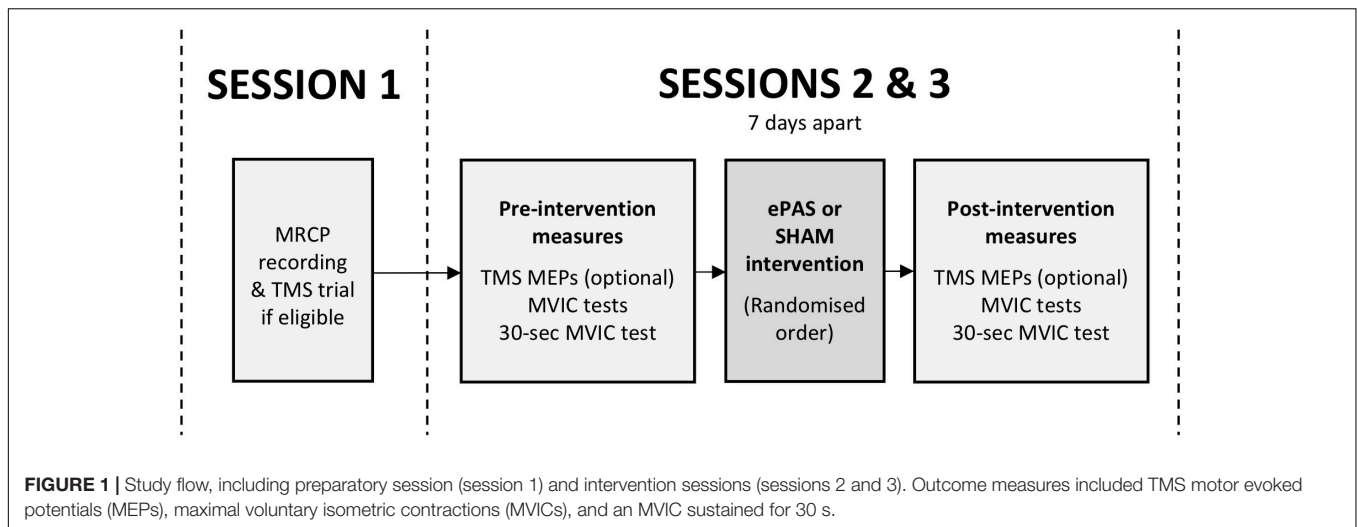 SESSION 1
MRCP
recording
& TMS trial
if eligible
SESSIONS 2 & 3
7 days apart
Pre-intervention
measures
TMS MEPs (optional)
MVIC tests
30-sec MVIC test
ePAS or
SHAM
intervention
(Randomised
order)
Post-intervention
measures
TMS MEPs (optional)
MVIC tests
30-sec MVIC test
FIGURE 1 | Study flow, including preparatory session (session 1) and intervention sessions (sessions 2 and 3). Outcome measures included TMS motor evoked
potentials (MEPs), maximal voluntary isometric contractions (MVICs), and an MVIC sustained for 30 s.